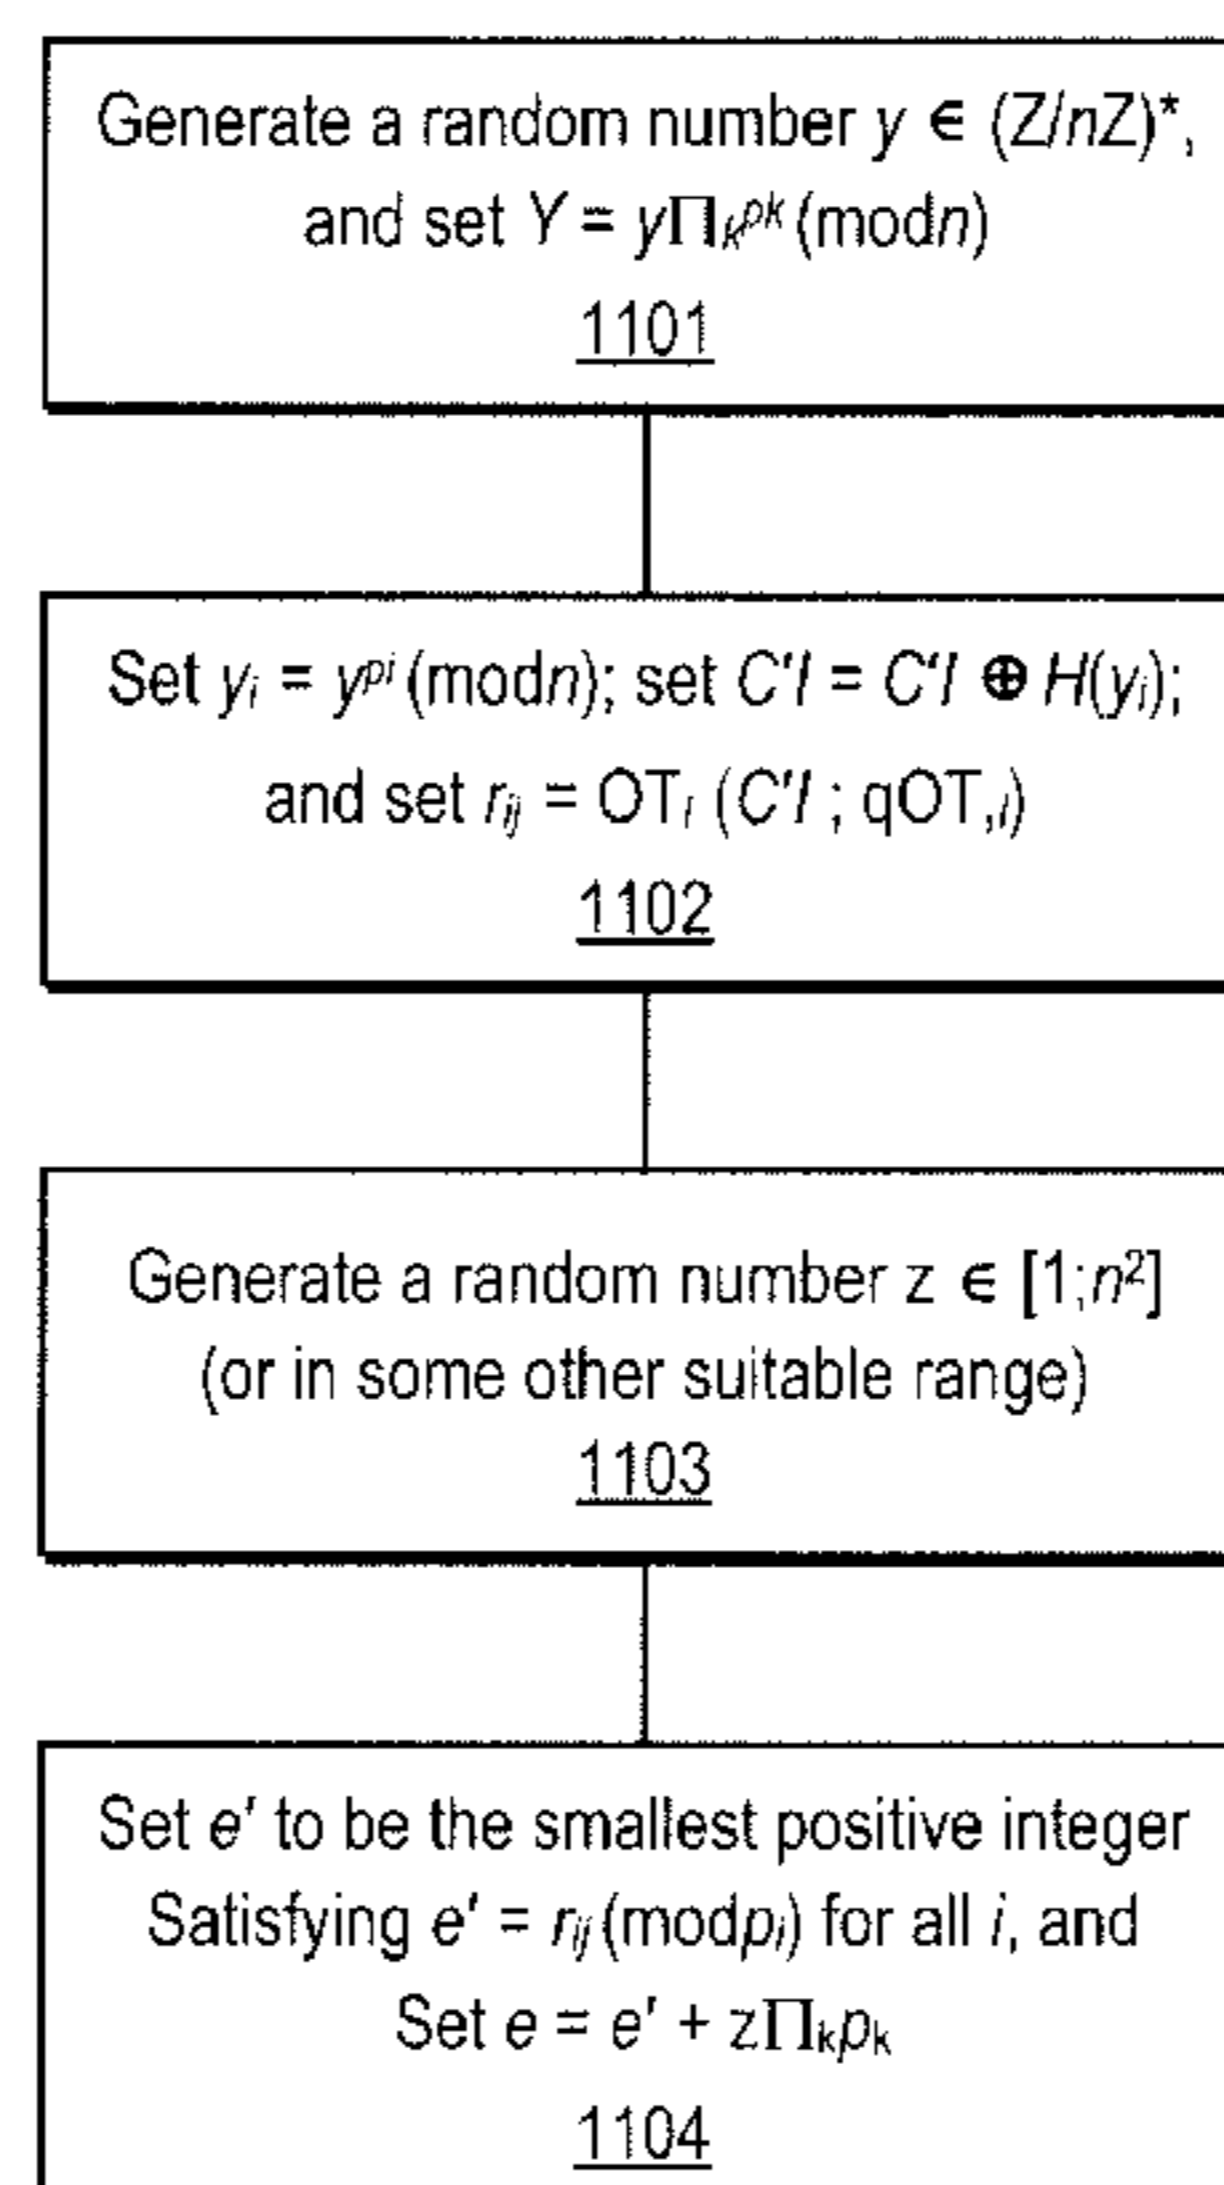 Generate a random number y ∈ (Z/nZ)*,
and set Y = y∏ₖᵖᵏ(modn)
1101
Set yᵢ = yᵖⁱ(modn); set C'I = C'I ⊕ H(yᵢ);
and set rᵢⱼ = OTᵢ (C'I ; qOT,ᵢ)
1102
Generate a random number z ∈ [1;n²]
(or in some other suitable range)
1103
Set e' to be the smallest positive integer
Satisfying e' = rᵢⱼ(modpᵢ) for all i, and
Set e = e' + z∏ₖpₖ
1104